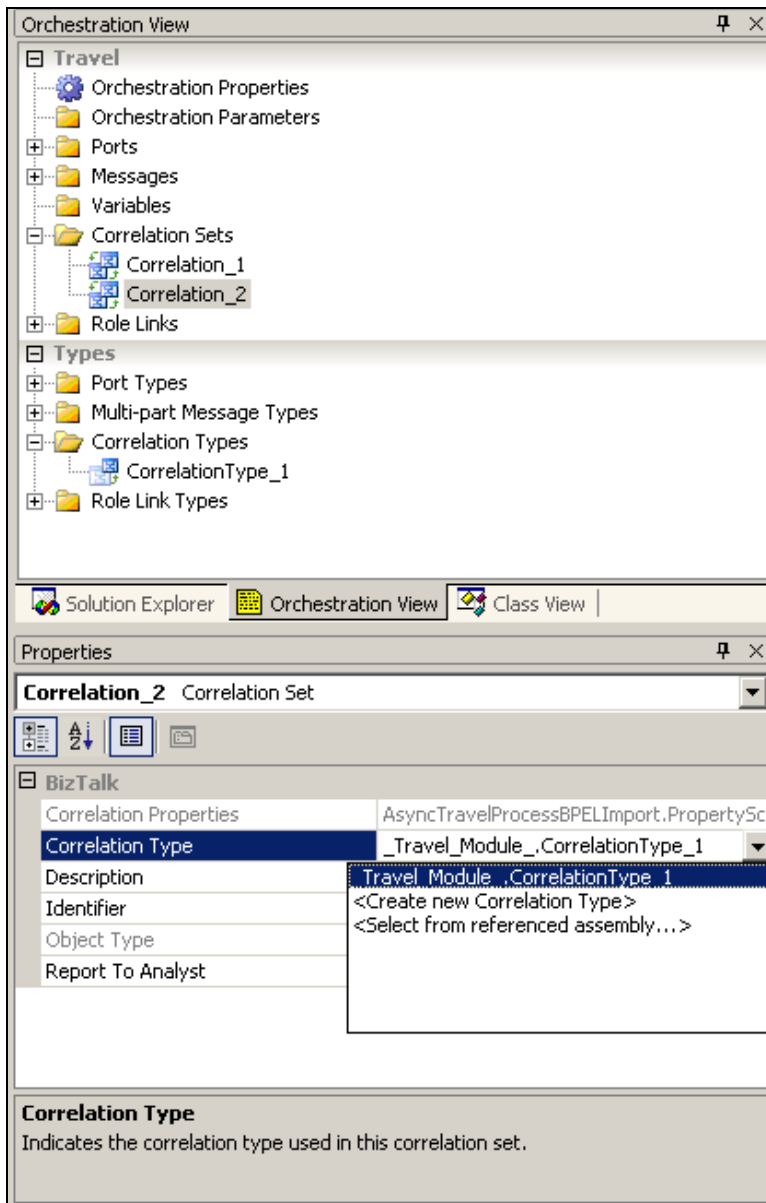 Orchestration View
Travel
Orchestration Properties
Orchestration Parameters
Ports
Messages
Variables
Correlation Sets
Correlation_1
Correlation_2
Role Links
Types
Port Types
Multi-part Message Types
Correlation Types
CorrelationType_1
Role Link Types
Solution Explorer Orchestration View Class View
Properties
Correlation_2 Correlation Set
BizTalk
Correlation Properties AsyncTravelProcessBPELImport.PropertySc
Correlation Type _Travel_Module_.CorrelationType_1
Description _Travel_Module_.CorrelationType_1
Identifier <Create new Correlation Type>
Object Type <Select from referenced assembly...>
Report To Analyst
Correlation Type
Indicates the correlation type used in this correlation set.